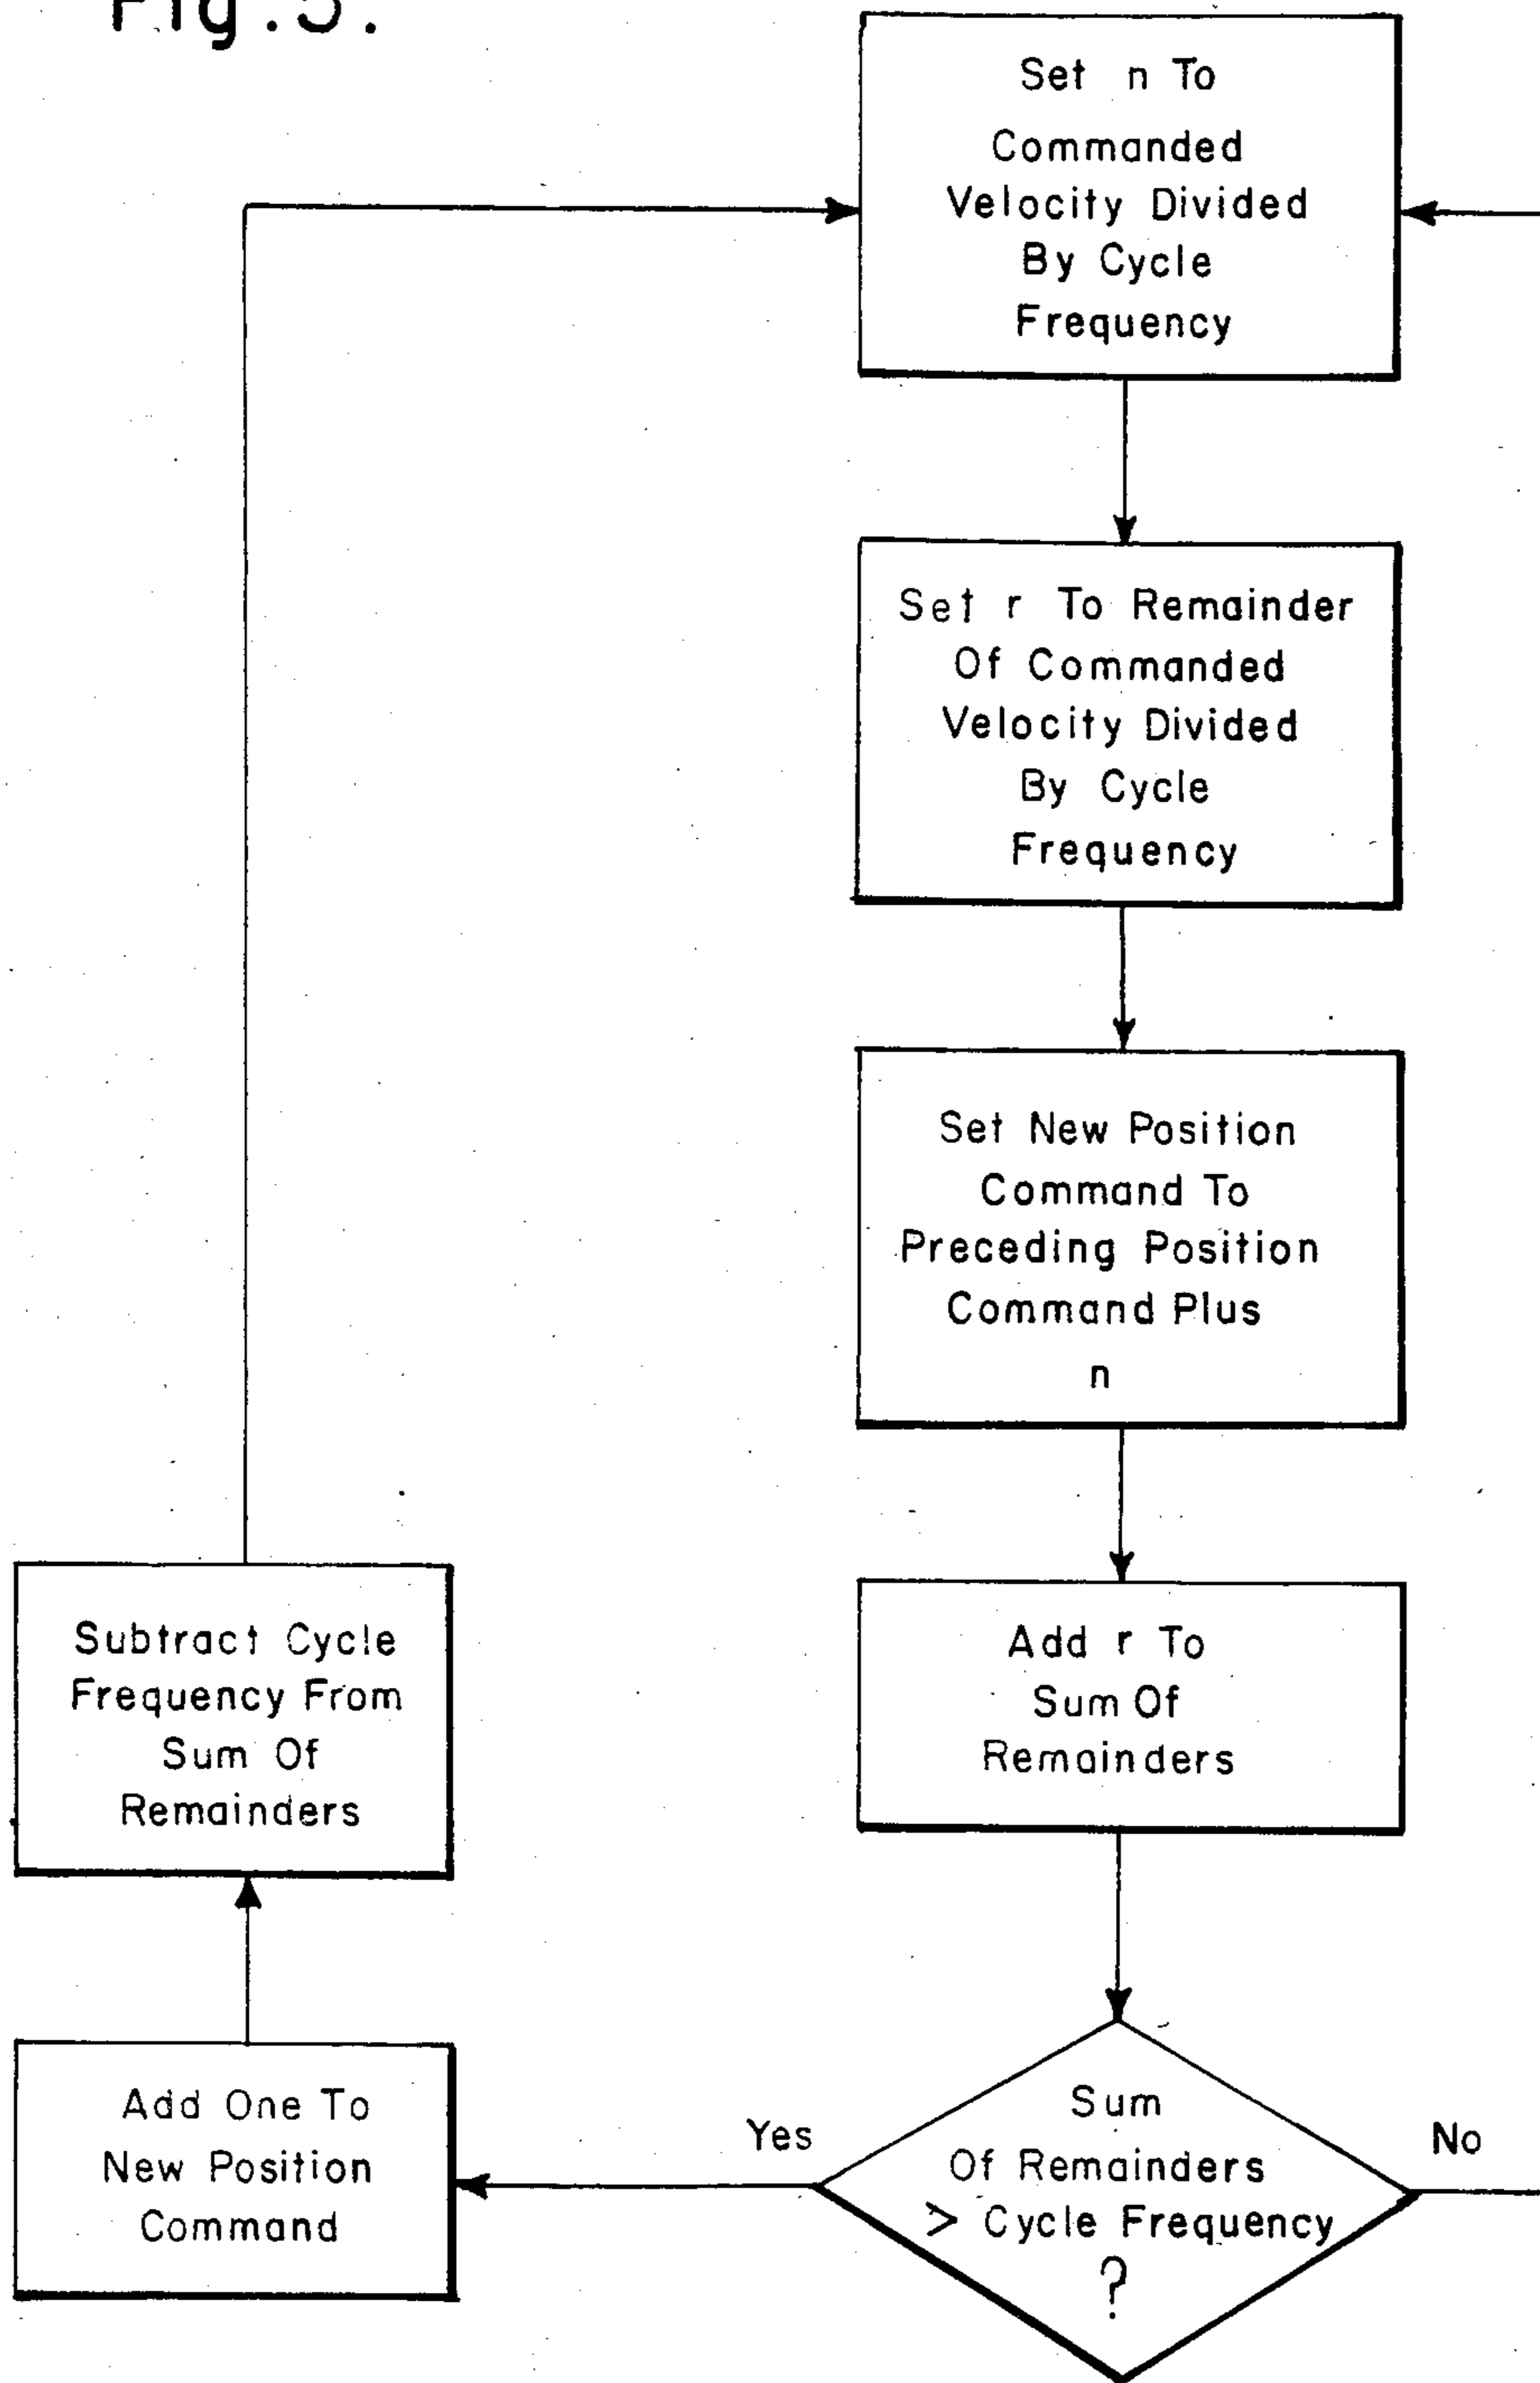 Fig.5.
Set n To
Commanded
Velocity Divided
By Cycle
Frequency
Set r To Remainder
Of Commanded
Velocity Divided
By Cycle
Frequency
Set New Position
Command To
Preceding Position
Command Plus
n
Add r To
Sum Of
Remainders
Sum
Of Remainders
> Cycle Frequency
?
Yes
No
Add One To
New Position
Command
Subtract Cycle
Frequency From
Sum Of
Remainders